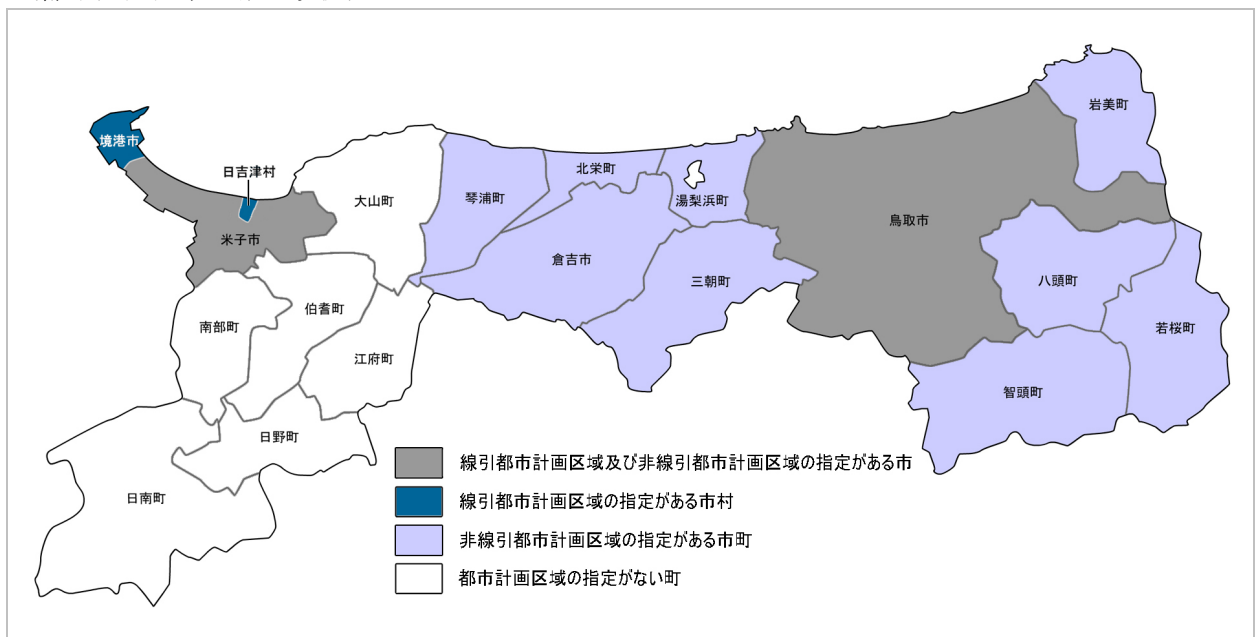 岩美町
境港市
日吉津村
北栄町
大山町
琴浦町
湯梨浜町
鳥取市
米子市
倉吉市
三朝町
八頭町
伯耆町
南部町
若桜町
江府町
智頭町
日野町
日南町
線引都市計画区域及び非線引都市計画区域の指定がある市
線引都市計画区域の指定がある市村
非線引都市計画区域の指定がある市町
都市計画区域の指定がない町